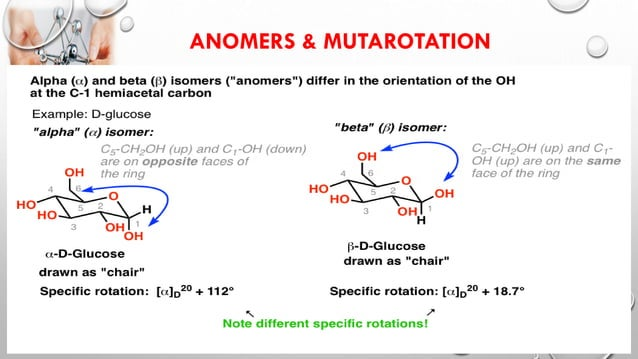 ANOMERS & MUTAROTATION
Alpha (α) and beta (β) isomers ("anomers") differ in the orientation of the OH
at the C-1 hemiacetal carbon
Example: D-glucose
"alpha" (α) isomer:
C5-CH2OH (up) and C1-OH (down)
are on opposite faces of
the ring
OH
4
6
O
HO
HO
5
2
H
3
OH
1
OH
α-D-Glucose
drawn as "chair"
Specific rotation: [α]D20 + 112°
"beta" (β) isomer:
C5-CH2OH (up) and C1-
OH (up) are on the same
face of the ring
OH
4
6
O
HO
HO
5
2
OH
3
OH
1
H
β-D-Glucose
drawn as "chair"
Specific rotation: [α]D20 + 18.7°
Note different specific rotations!